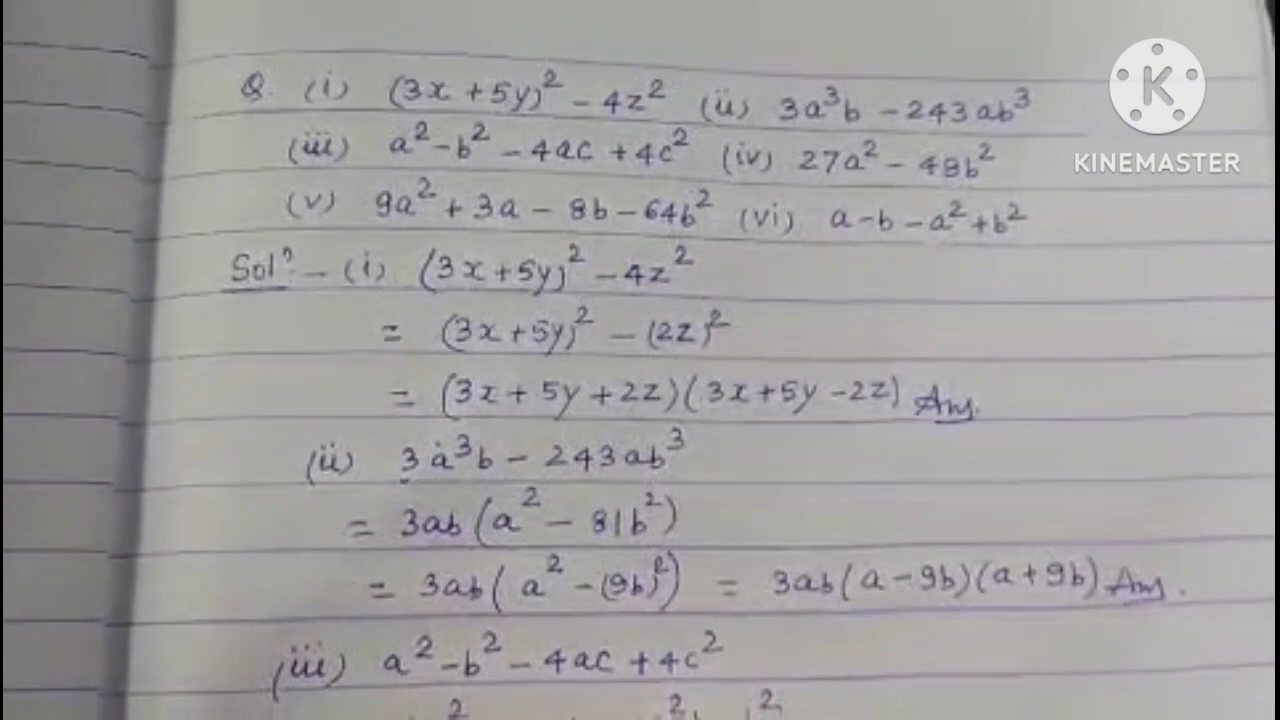 Q. (i) (3x + 5y)² - 4z² (ii) 3a³b - 243ab³
(iii) a² - b² - 4ac + 4c² (iv) 27a² - 48b²
(v) 9a² + 3a - 8b - 64b² (vi) a - b - a² + b²
Solⁿ:- (i) (3x + 5y)² - 4z²
= (3x + 5y)² - (2z)²
= (3x + 5y + 2z)(3x + 5y - 2z) Ans.
(ii) 3a³b - 243ab³
= 3ab(a² - 81b²)
= 3ab(a² - (9b)²) = 3ab(a - 9b)(a + 9b) Ans.
(iii) a² - b² - 4ac + 4c²
KINEMASTER